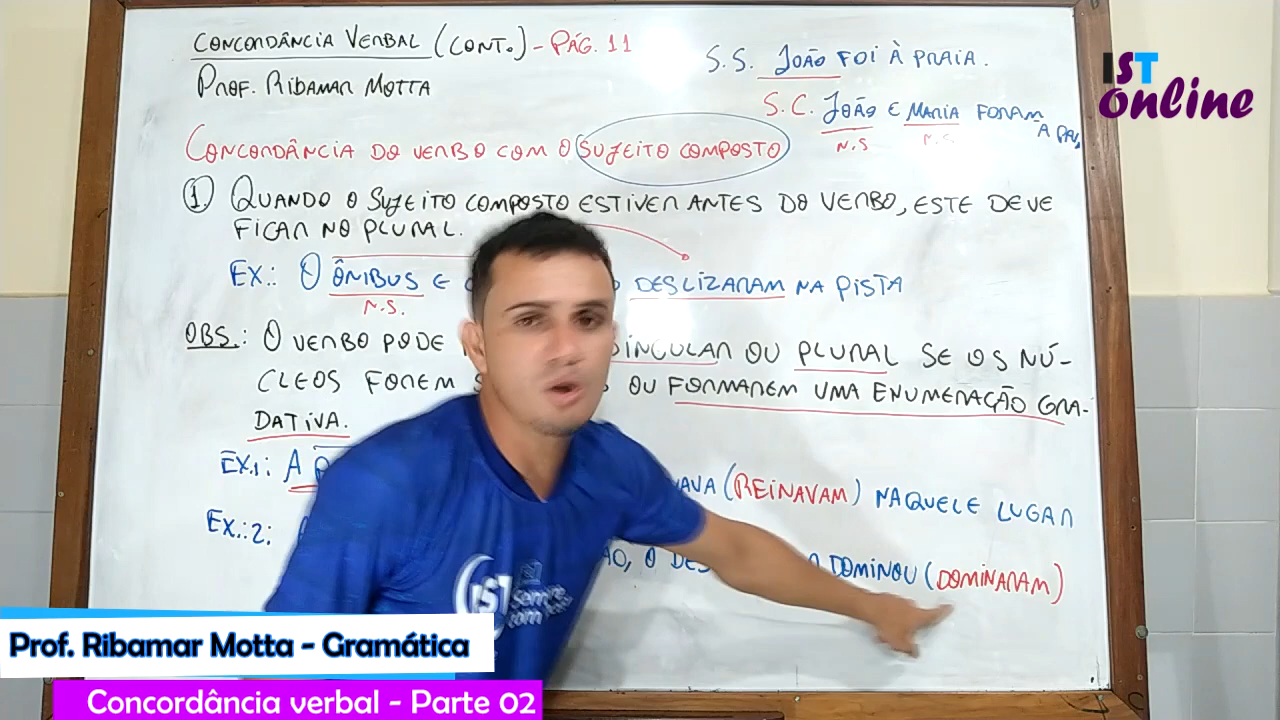 CONCORDÂNCIA VERBAL (CONT.) - PÁG. 11
PROF. RIBAMAR MOTTA
S.S. JOÃO FOI À PRAIA.
S.C. JOÃO E MARIA FORAM
À
N.S N.S
IST
online
CONCORDÂNCIA DO VERBO COM O SUJEITO COMPOSTO
1 QUANDO O SUJEITO COMPOSTO ESTIVER ANTES DO VERBO, ESTE DEVE
FICAR NO PLURAL.
EX.: O ÔNIBUS E DESLIZARAM NA PISTA
N.S.
OBS.: O VERBO PODE SINGULAR OU PLURAL SE OS NÚ-
CLEOS FOREM OU FORMAREM UMA ENUMERAÇÃO GRA-
DATIVA.
EX.1: A (REINAVAM) NAQUELE LUGAR
EX.:2: O DOMINOU (DOMINARAM)
IST
Sempre
com
Prof. Ribamar Motta - Gramática
Concordância verbal - Parte 02